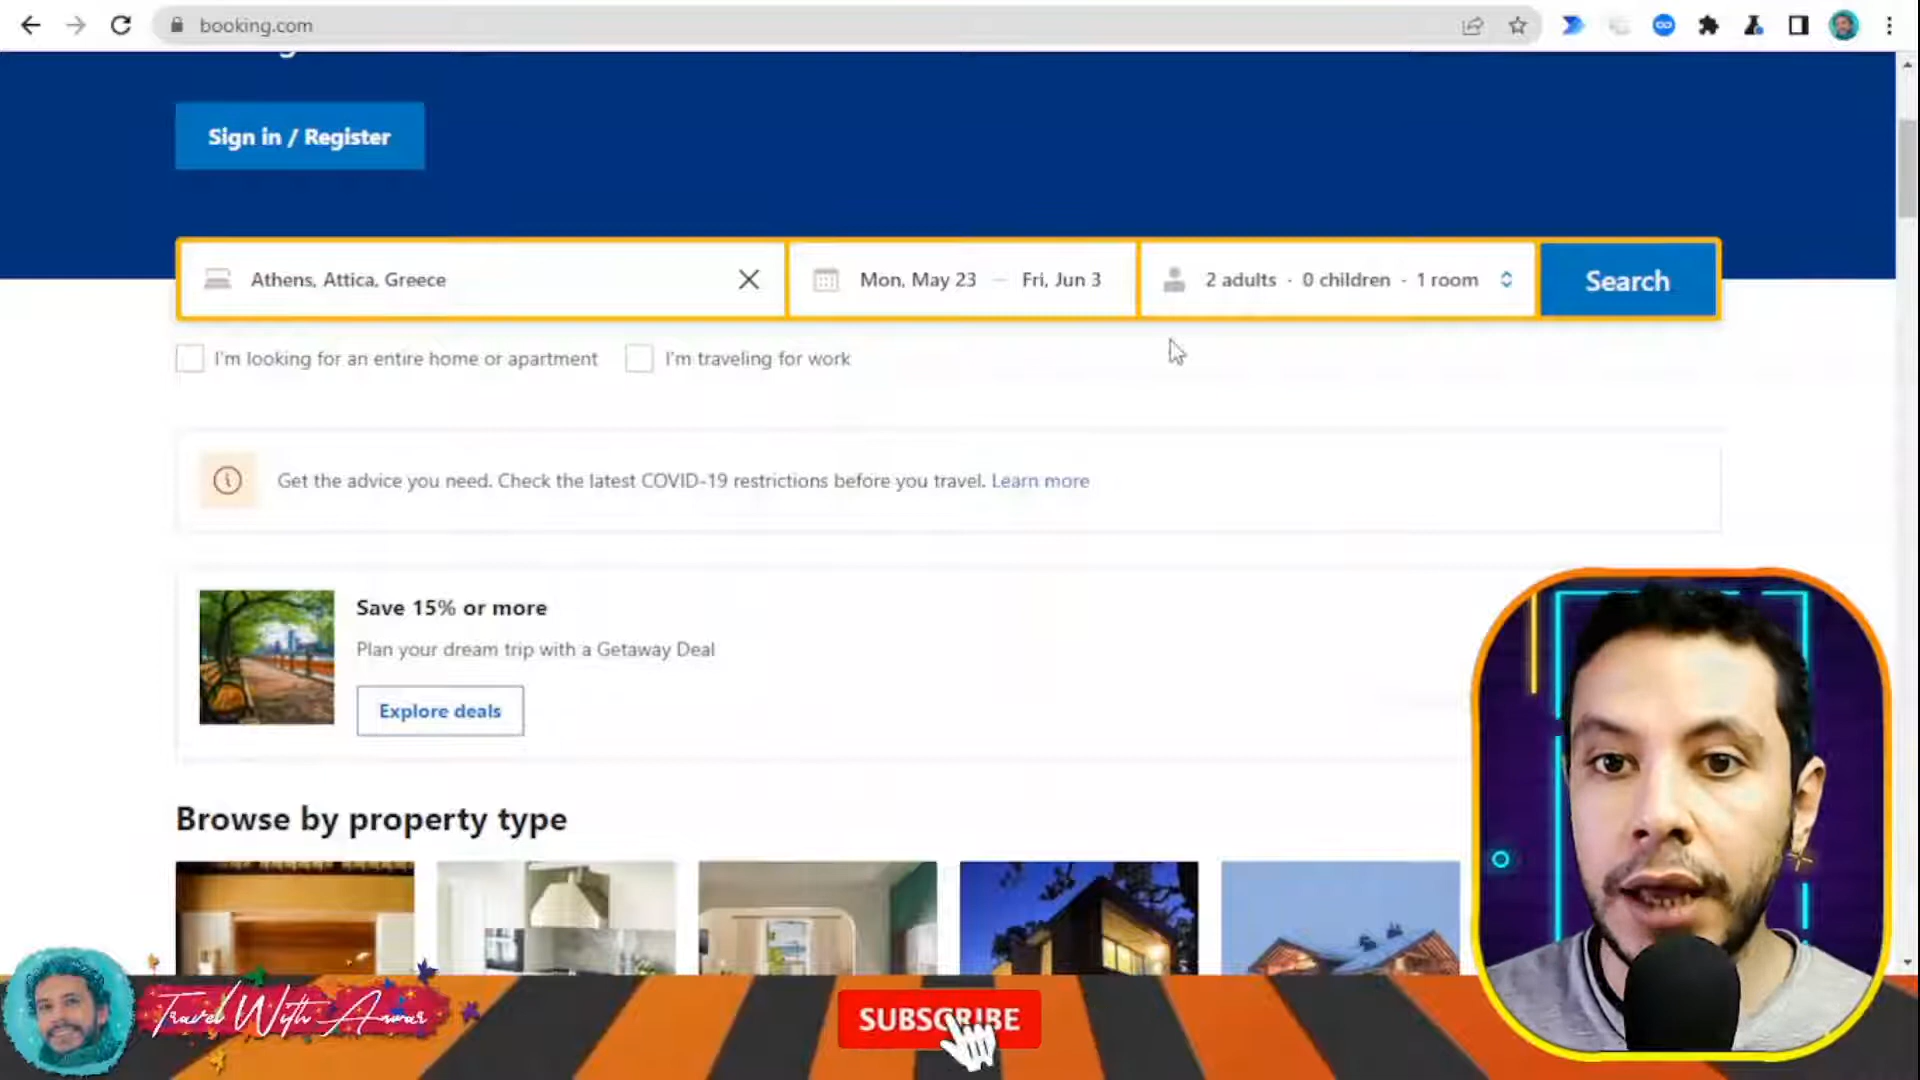 booking.com
Sign in / Register
Athens, Attica, Greece
Mon, May 23 — Fri, Jun 3
2 adults · 0 children · 1 room
Search
I'm looking for an entire home or apartment
I'm traveling for work
Get the advice you need. Check the latest COVID-19 restrictions before you travel. Learn more
Save 15% or more
Plan your dream trip with a Getaway Deal
Explore deals
Browse by property type
Travel With Anwar
SUBSCRIBE